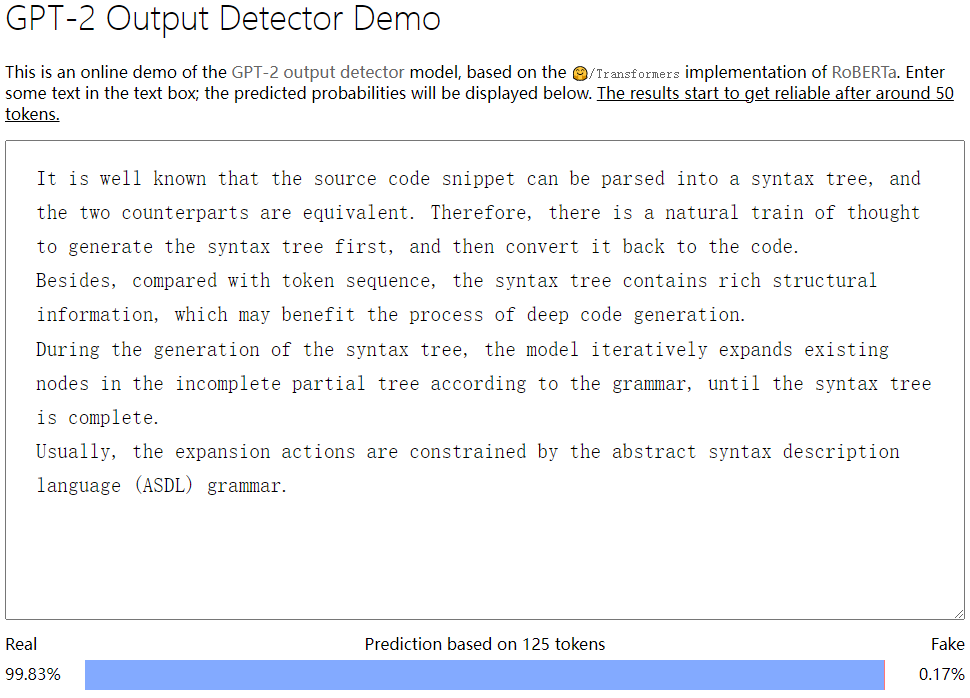 GPT-2 Output Detector Demo
This is an online demo of the GPT-2 output detector model, based on the 🤗/Transformers implementation of RoBERTa. Enter
some text in the text box; the predicted probabilities will be displayed below. The results start to get reliable after around 50
tokens.
It is well known that the source code snippet can be parsed into a syntax tree, and
the two counterparts are equivalent. Therefore, there is a natural train of thought
to generate the syntax tree first, and then convert it back to the code.
Besides, compared with token sequence, the syntax tree contains rich structural
information, which may benefit the process of deep code generation.
During the generation of the syntax tree, the model iteratively expands existing
nodes in the incomplete partial tree according to the grammar, until the syntax tree
is complete.
Usually, the expansion actions are constrained by the abstract syntax description
language (ASDL) grammar.
Real Prediction based on 125 tokens Fake
99.83% 0.17%